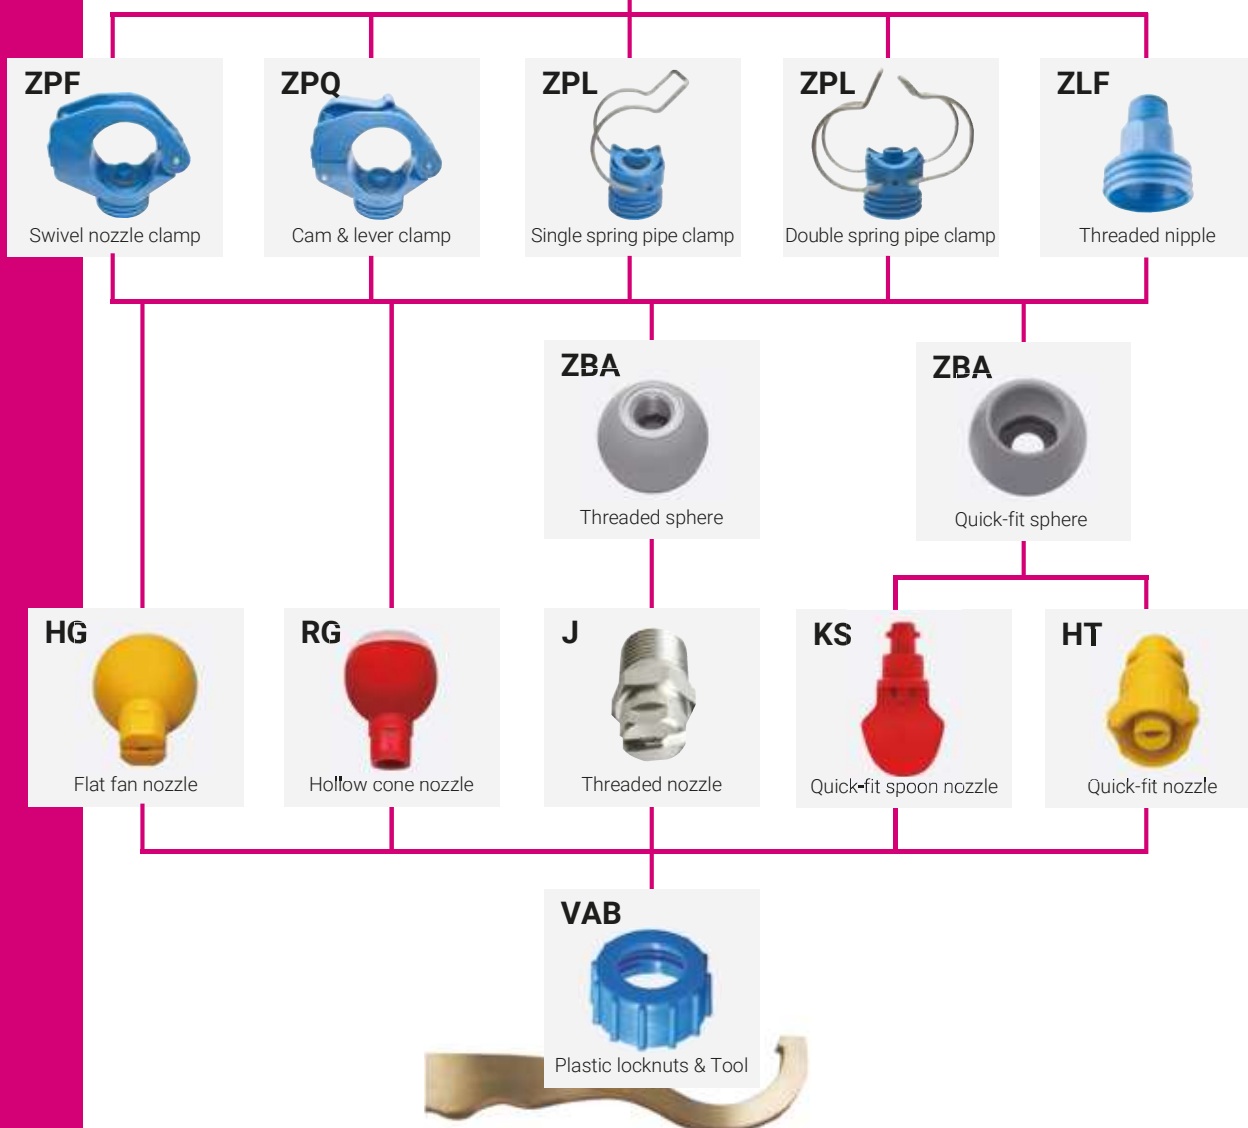 ZPF
Swivel nozzle clamp
ZPQ
Cam & lever clamp
ZPL
Single spring pipe clamp
ZPL
Double spring pipe clamp
ZLF
Threaded nipple
ZBA
Threaded sphere
ZBA
Quick-fit sphere
HG
Flat fan nozzle
RG
Hollow cone nozzle
J
Threaded nozzle
KS
Quick-fit spoon nozzle
HT
Quick-fit nozzle
VAB
Plastic locknuts & Tool